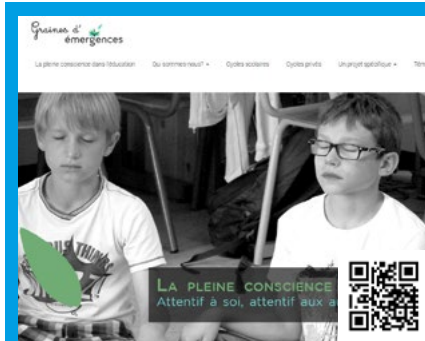 Graines d'
émergences
La pleine conscience dans l'éducation Qui sommes-nous? Cycles scolaires Cycles privés Un projet spécifique Tém
LA PLEINE CONSCIENCE
Attentif à soi, attentif aux a